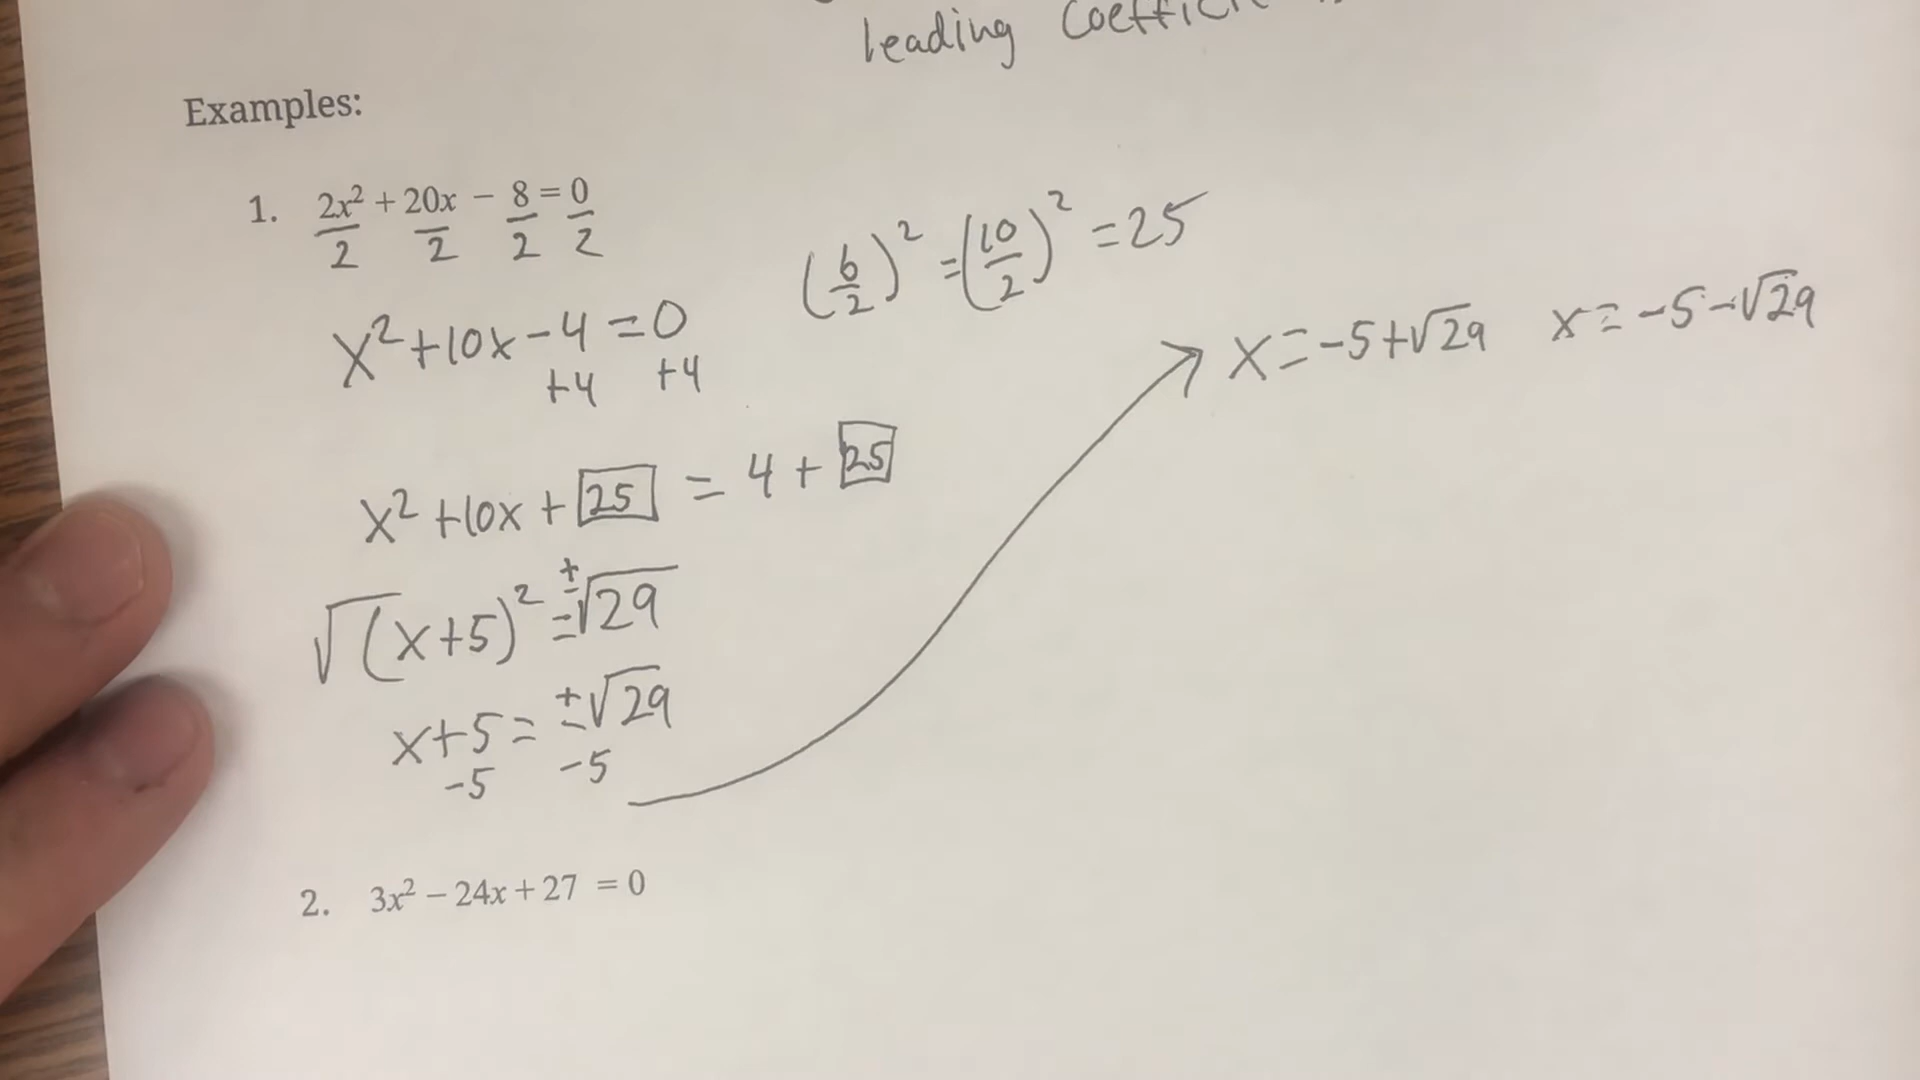 leading
Examples:
1. 2x² + 20x − 8 = 0
2 2 2 2
(b/2)² = (10/2)² = 25
x² + 10x − 4 = 0
+4 +4
x = -5 + √29 x = -5 - √29
x² + 10x + 25 = 4 + 25
√(x+5)² = ±√29
x + 5 = ±√29
-5 -5
2. 3x² − 24x + 27 = 0